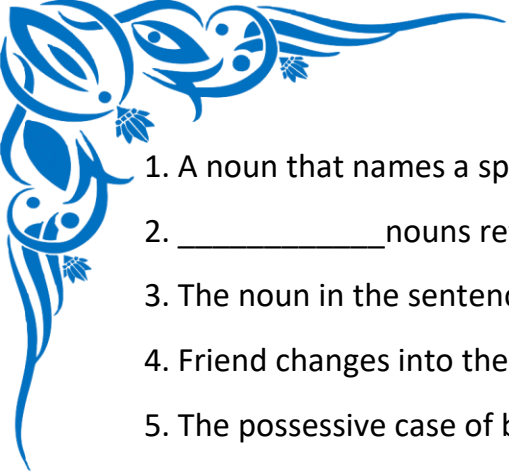 1. A noun that names a sp
2. ____________nouns re
3. The noun in the sentenc
4. Friend changes into the
5. The possessive case of b